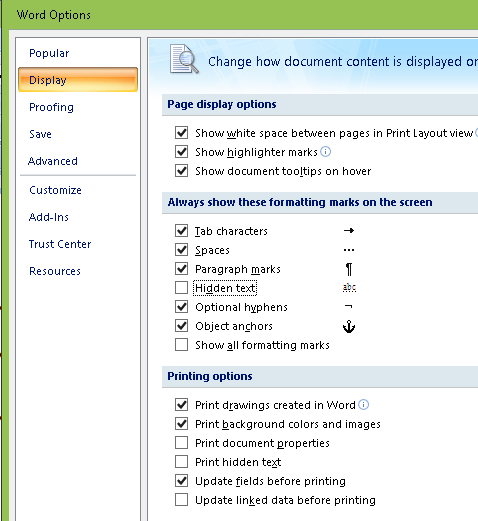 Word Options
Popular
Display
Proofing
Save
Advanced
Customize
Add-Ins
Trust Center
Resources
Change how document content is displayed on
Page display options
Show white space between pages in Print Layout view
Show highlighter marks
Show document tooltips on hover
Always show these formatting marks on the screen
Tab characters →
Spaces ···
Paragraph marks ¶
Hidden text abc
Optional hyphens ¬
Object anchors
Show all formatting marks
Printing options
Print drawings created in Word
Print background colors and images
Print document properties
Print hidden text
Update fields before printing
Update linked data before printing